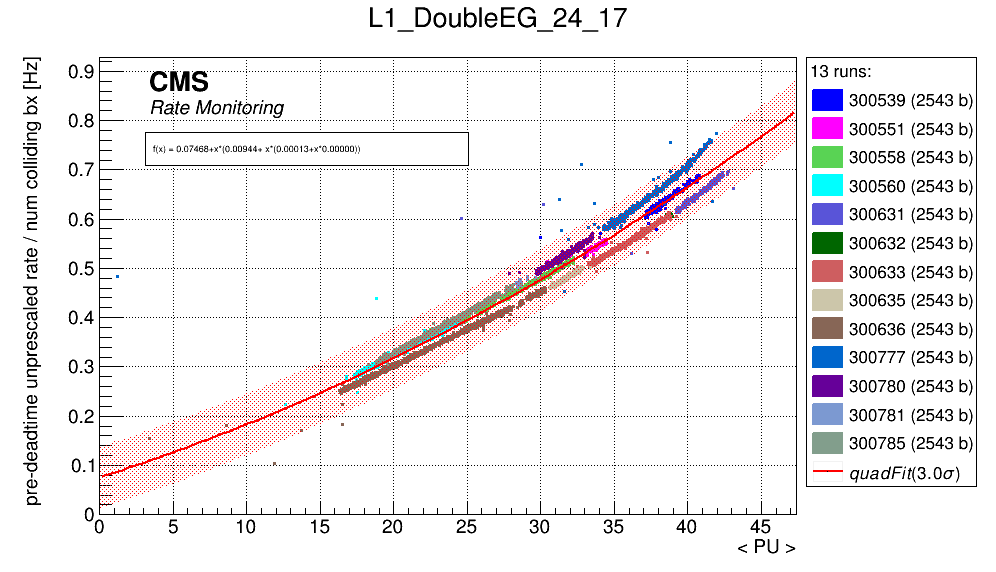 L1_DoubleEG_24_17
pre-deadtime unprescaled rate / num colliding bx [Hz]
CMS
Rate Monitoring
f(x) = 0.07468+x*(0.00944+ x*(0.00013+x*0.00000))
0.9
0.8
0.7
0.6
0.5
0.4
0.3
0.2
0.1
0
0 5 10 15 20 25 30 35 40 45
< PU >
13 runs:
300539 (2543 b)
300551 (2543 b)
300558 (2543 b)
300560 (2543 b)
300631 (2543 b)
300632 (2543 b)
300633 (2543 b)
300635 (2543 b)
300636 (2543 b)
300777 (2543 b)
300780 (2543 b)
300781 (2543 b)
300785 (2543 b)
quadFit(3.0σ)